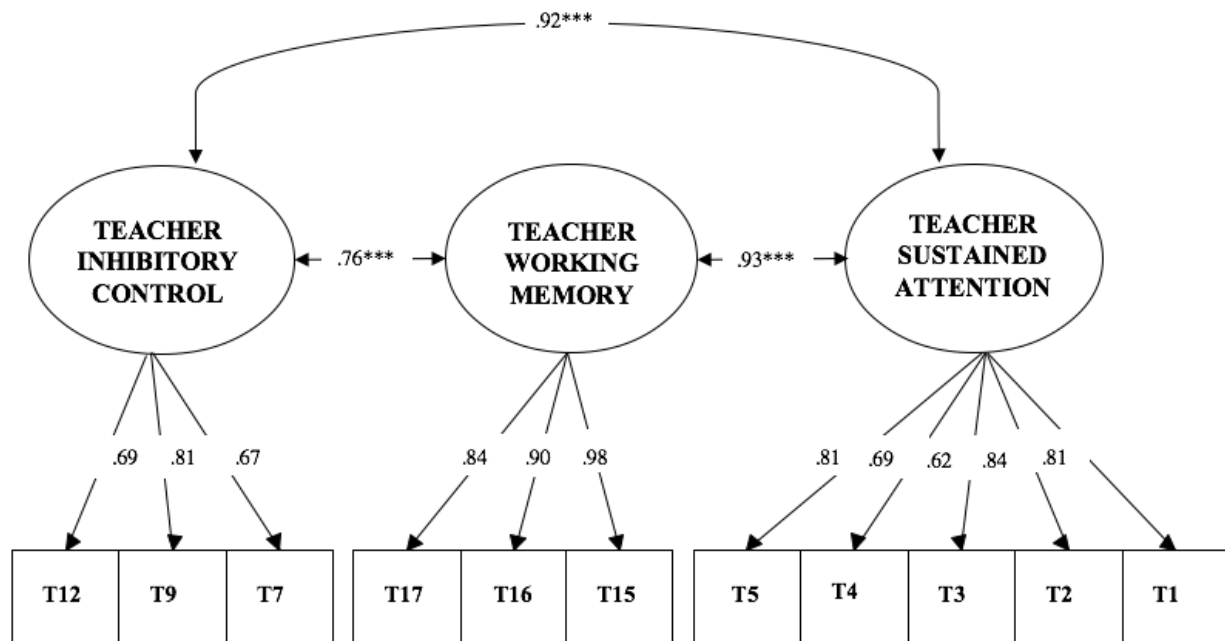 .92***
TEACHER
INHIBITORY
CONTROL
.76***
TEACHER
WORKING
MEMORY
.93***
TEACHER
SUSTAINED
ATTENTION
.69 .81 .67
.84 .90 .98
.81 .69 .62 .84 .81
T12 T9 T7
T17 T16 T15
T5 T4 T3 T2 T1